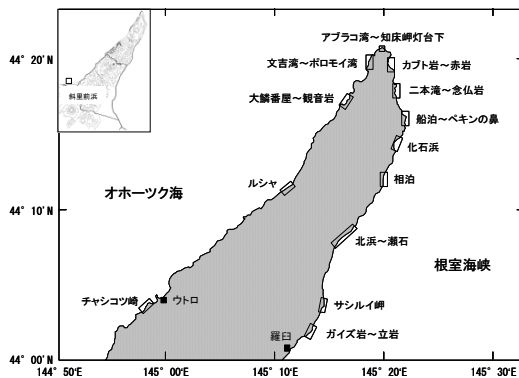 アブラコ湾～知床岬灯台下
44° 20'N
文吉湾～ポロモイ湾
カブト岩～赤岩
斜里前浜
大鱗番屋～観音岩
二本滝～念仏岩
船泊～ペキンの鼻
化石浜
ルシャ
相泊
オホーツク海
44° 10'N
北浜～瀬石
根室海峡
チャシコツ崎
ウトロ
サシルイ岬
羅臼
ガイズ岩～立岩
44° 00'N
144° 50'E
145° 00'E
145° 10'E
145° 20'E
145° 30'E